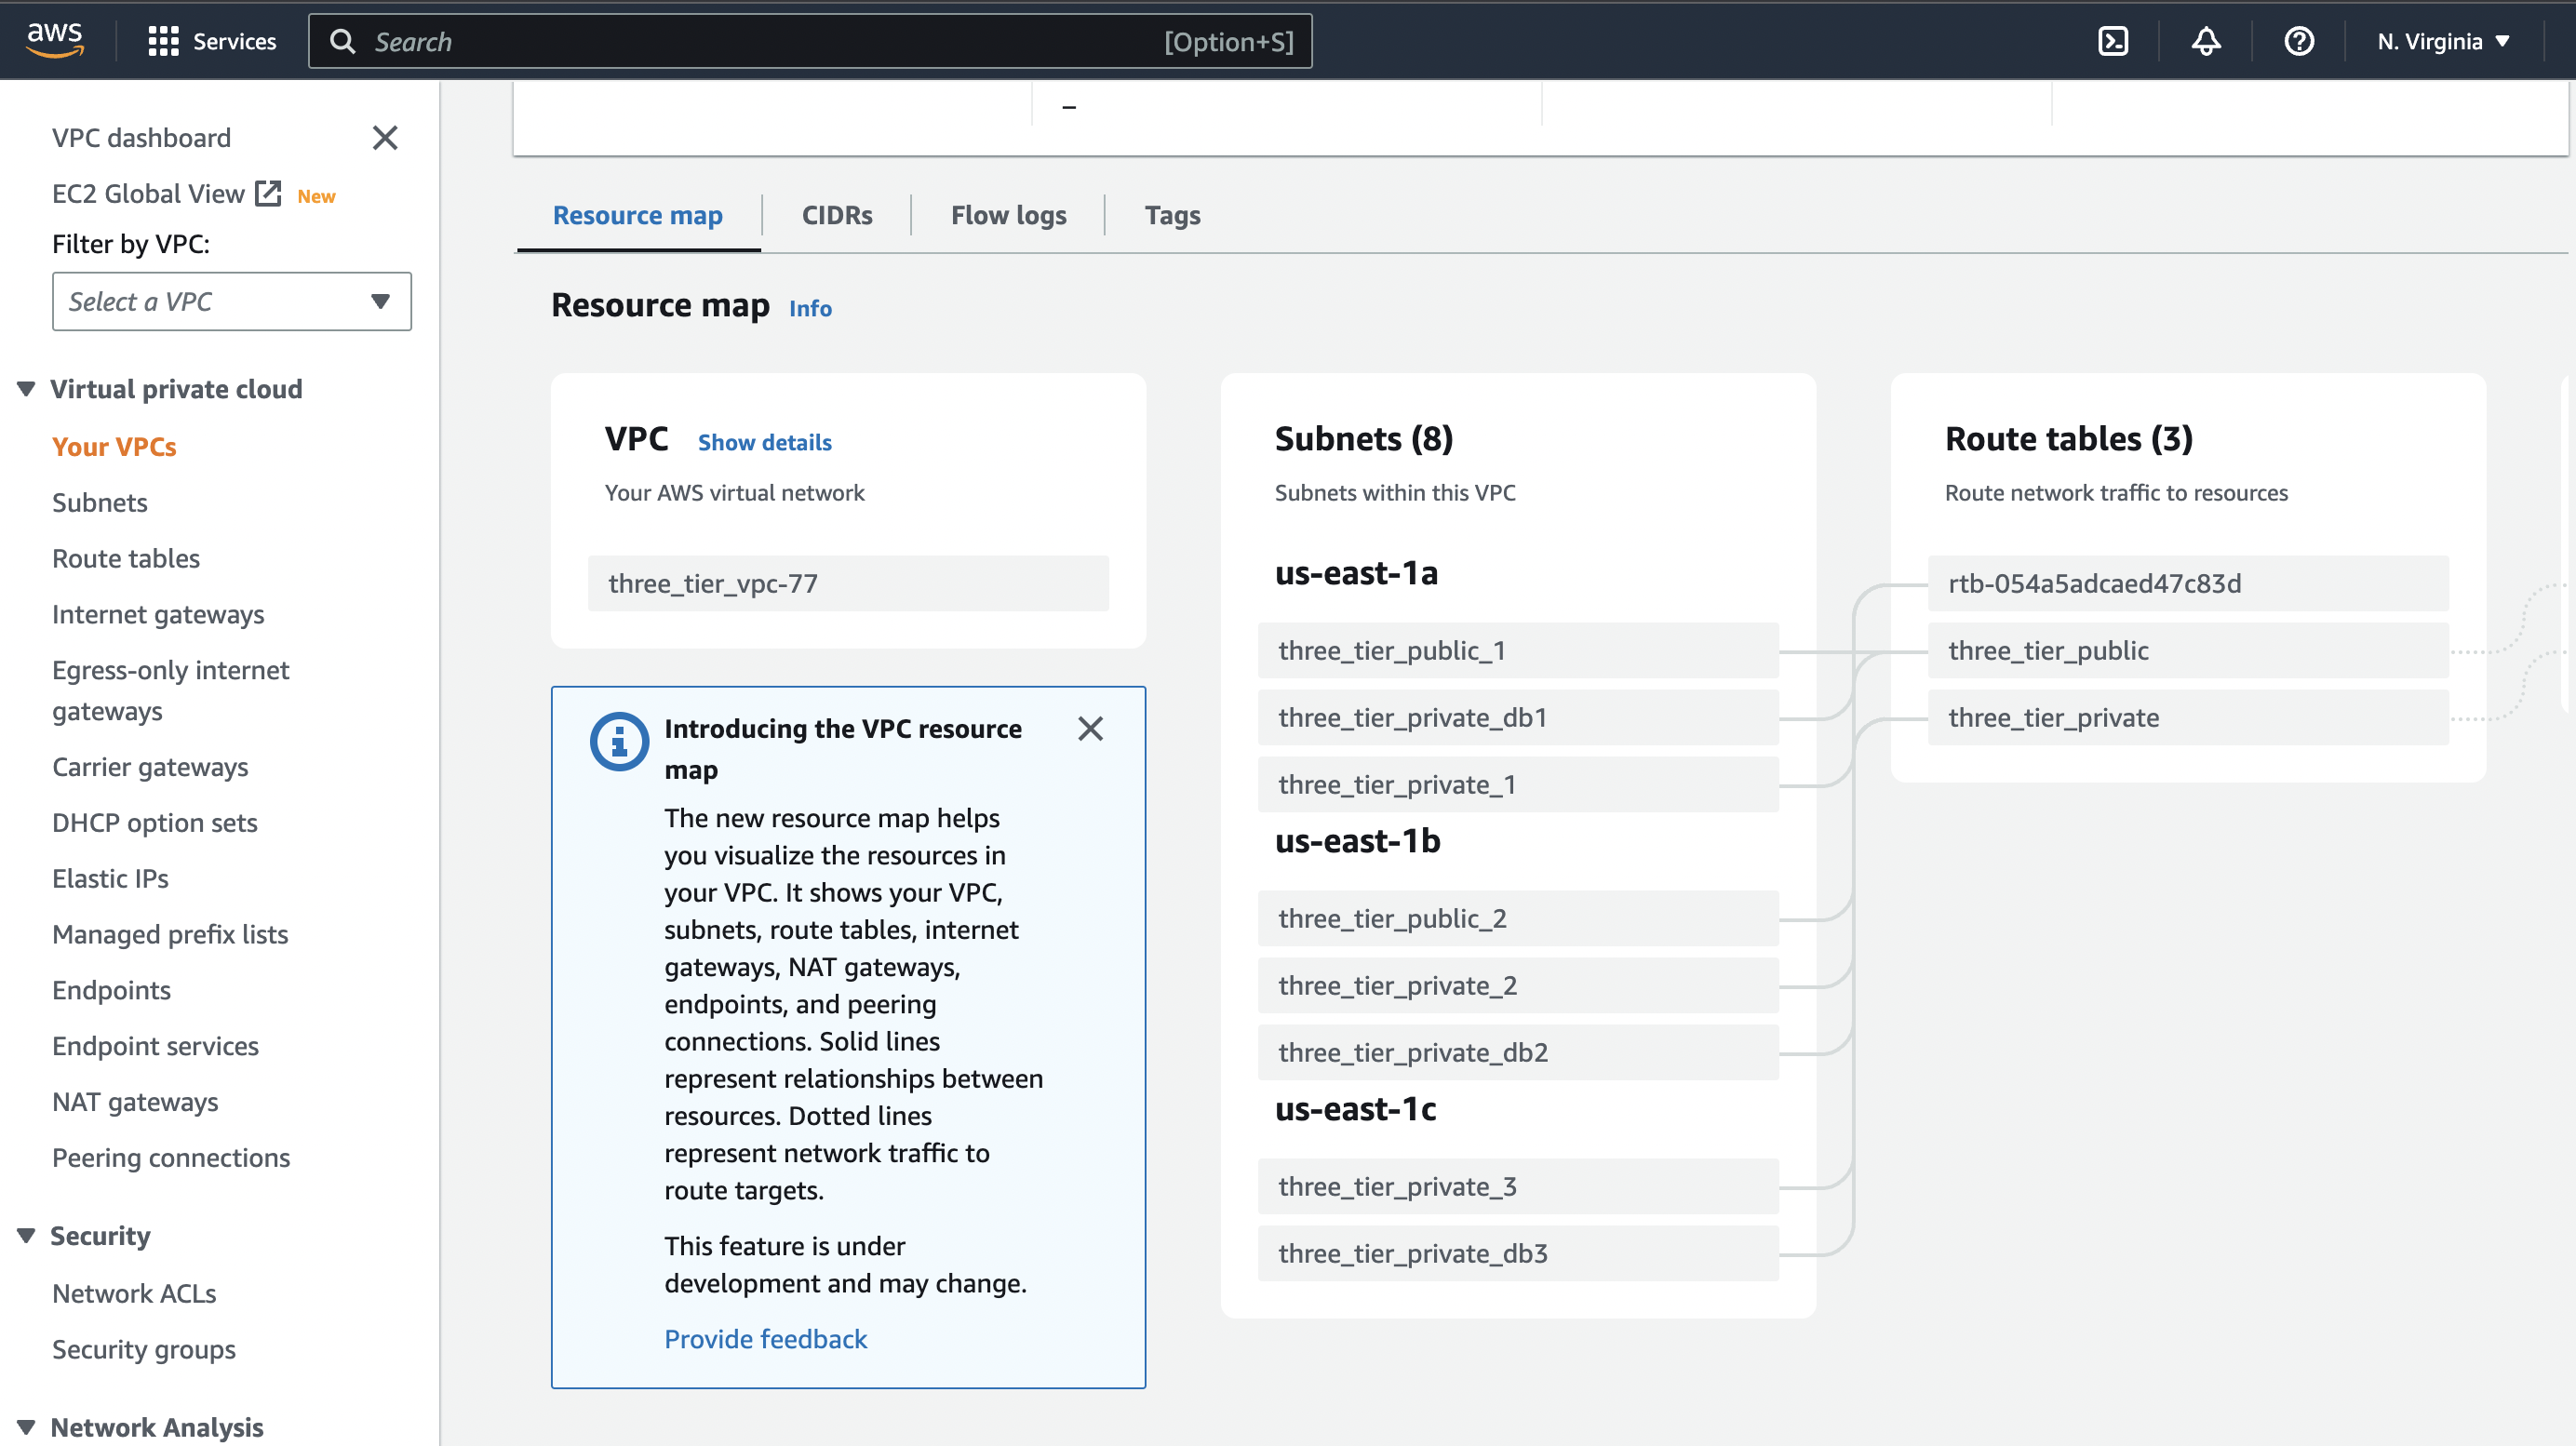 aws
Services
Search
[Option+S]
N. Virginia
VPC dashboard
EC2 Global View New
Filter by VPC:
Select a VPC
Virtual private cloud
Your VPCs
Subnets
Route tables
Internet gateways
Egress-only internet
gateways
Carrier gateways
DHCP option sets
Elastic IPs
Managed prefix lists
Endpoints
Endpoint services
NAT gateways
Peering connections
Security
Network ACLs
Security groups
Network Analysis
–
Resource map
CIDRs
Flow logs
Tags
Resource map Info
VPC Show details
Your AWS virtual network
three_tier_vpc-77
Introducing the VPC resource
map
The new resource map helps
you visualize the resources in
your VPC. It shows your VPC,
subnets, route tables, internet
gateways, NAT gateways,
endpoints, and peering
connections. Solid lines
represent relationships between
resources. Dotted lines
represent network traffic to
route targets.
This feature is under
development and may change.
Provide feedback
Subnets (8)
Subnets within this VPC
us-east-1a
three_tier_public_1
three_tier_private_db1
three_tier_private_1
us-east-1b
three_tier_public_2
three_tier_private_2
three_tier_private_db2
us-east-1c
three_tier_private_3
three_tier_private_db3
Route tables (3)
Route network traffic to resources
rtb-054a5adcaed47c83d
three_tier_public
three_tier_private